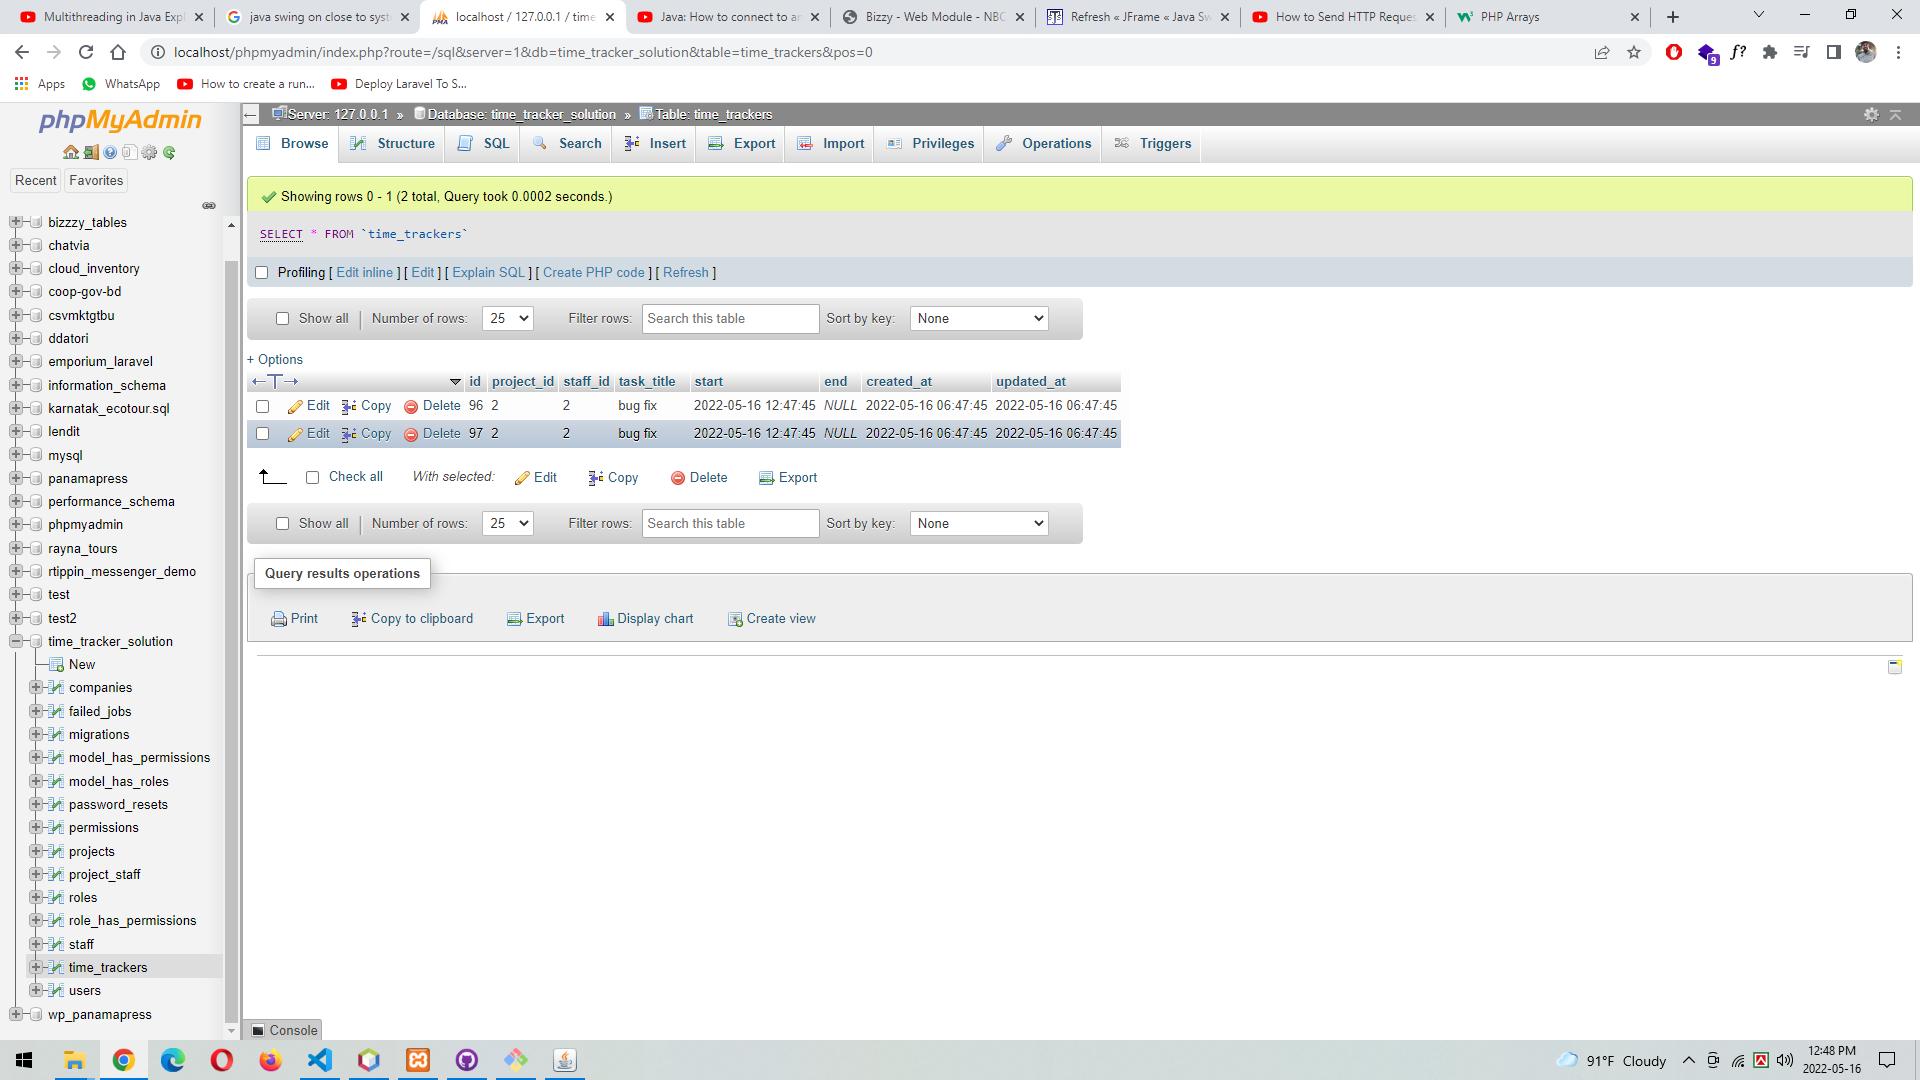 Multithreading in Java Expl
java swing on close to syst
localhost / 127.0.0.1 / time
Java: How to connect to an
Bizzy - Web Module - NBC
Refresh « JFrame « Java Sw
How to Send HTTP Reques
PHP Arrays
localhost/phpmyadmin/index.php?route=/sql&server=1&db=time_tracker_solution&table=time_trackers&pos=0
9
f?
Apps
WhatsApp
How to create a run...
Deploy Laravel To S...
phpMyAdmin
Recent
Favorites
bizzzy_tables
chatvia
cloud_inventory
coop-gov-bd
csvmktgtbu
ddatori
emporium_laravel
information_schema
karnatak_ecotour.sql
lendit
mysql
panamapress
performance_schema
phpmyadmin
rayna_tours
rtippin_messenger_demo
test
test2
time_tracker_solution
New
companies
failed_jobs
migrations
model_has_permissions
model_has_roles
password_resets
permissions
projects
project_staff
roles
role_has_permissions
staff
time_trackers
users
wp_panamapress
Server: 127.0.0.1 » Database: time_tracker_solution » Table: time_trackers
Browse Structure SQL Search Insert Export Import Privileges Operations Triggers
Showing rows 0 - 1 (2 total, Query took 0.0002 seconds.)
SELECT * FROM `time_trackers`
Profiling [ Edit inline ] [ Edit ] [ Explain SQL ] [ Create PHP code ] [ Refresh ]
Show all Number of rows: 25 Filter rows: Search this table Sort by key: None
+ Options
id project_id staff_id task_title start end created_at updated_at
Edit Copy Delete 96 2 2 bug fix 2022-05-16 12:47:45 NULL 2022-05-16 06:47:45 2022-05-16 06:47:45
Edit Copy Delete 97 2 2 bug fix 2022-05-16 12:47:45 NULL 2022-05-16 06:47:45 2022-05-16 06:47:45
Check all With selected: Edit Copy Delete Export
Show all Number of rows: 25 Filter rows: Search this table Sort by key: None
Query results operations
Print Copy to clipboard Export Display chart Create view
Console
91°F Cloudy
12:48 PM
2022-05-16